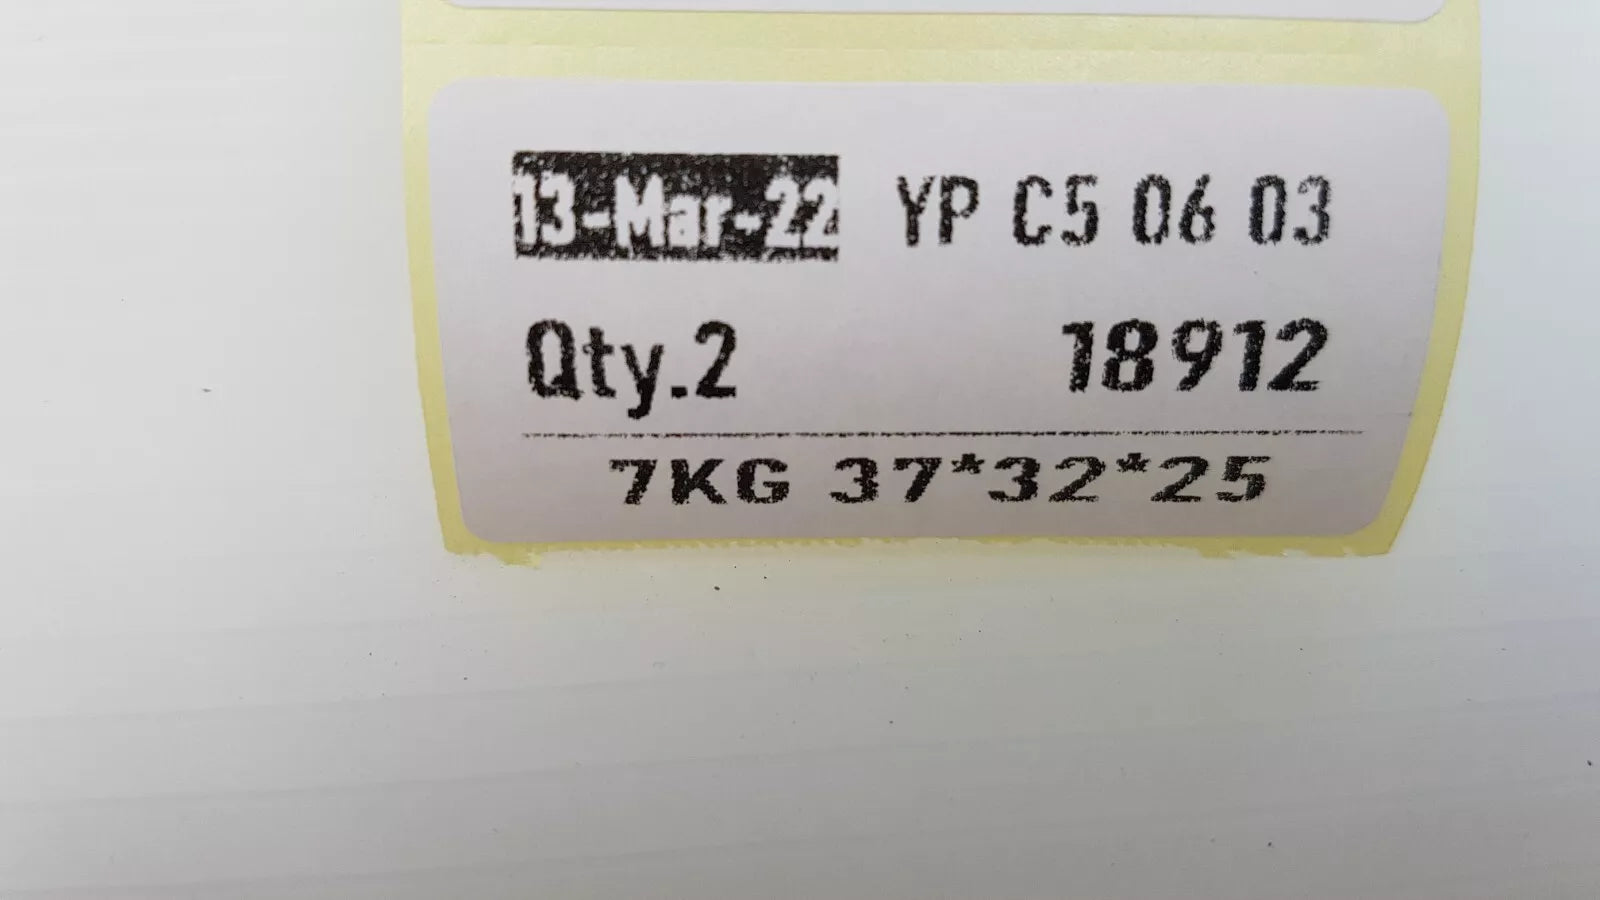 13-Mar-22 YP C5 06 03
Qty.2 18912
7KG 37*32*25